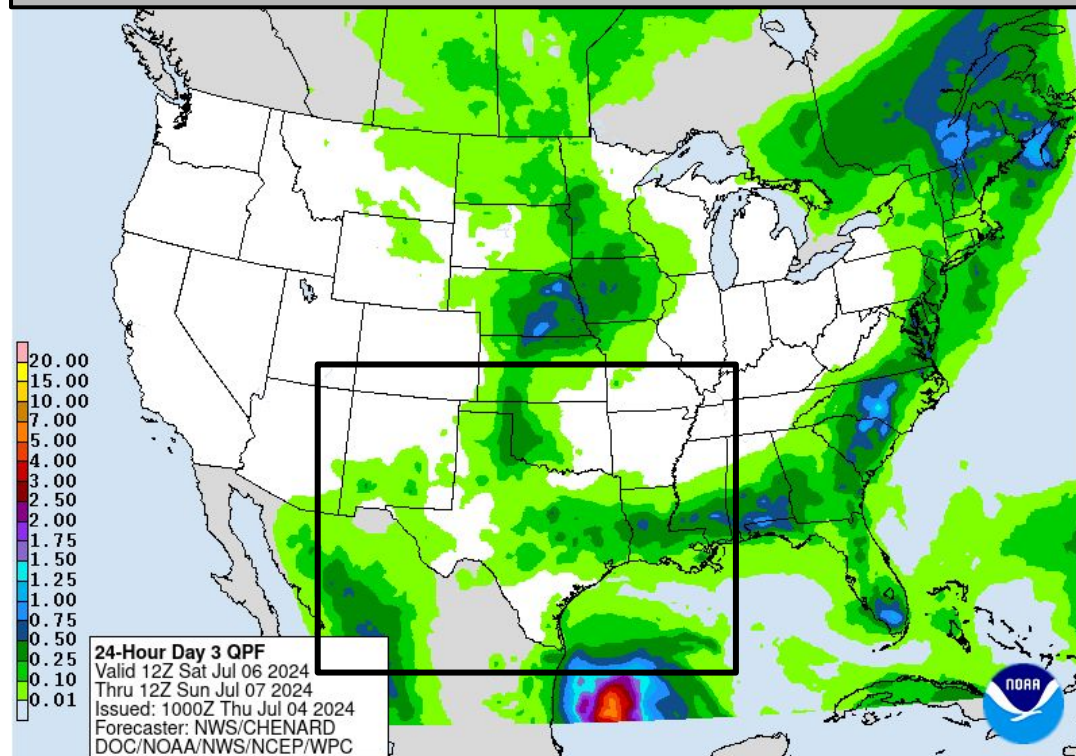 20.00
15.00
10.00
7.00
5.00
4.00
3.00
2.50
2.00
1.75
1.50
1.25
1.00
0.75
0.50
0.25
0.10
0.01
24-Hour Day 3 QPF
Valid 12Z Sat Jul 06 2024
Thru 12Z Sun Jul 07 2024
Issued: 1000Z Thu Jul 04 2024
Forecaster: NWS/CHENARD
DOC/NOAA/NWS/NCEP/WPC
NOAA